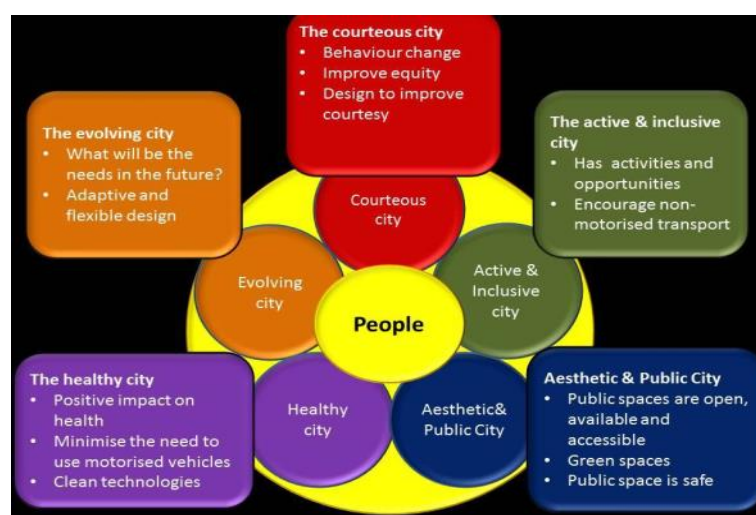 The courteous city
• Behaviour change
• Improve equity
• Design to improve
courtesy
The evolving city
• What will be the
needs in the future?
• Adaptive and
flexible design
The active & inclusive
city
• Has activities and
opportunities
• Encourage non-
motorised transport
Courteous
city
Evolving
city
Active &
Inclusive
city
People
Healthy
city
Aesthetic&
Public City
The healthy city
• Positive impact on
health
• Minimise the need to
use motorised vehicles
• Clean technologies
Aesthetic & Public City
• Public spaces are open,
available and
accessible
• Green spaces
• Public space is safe